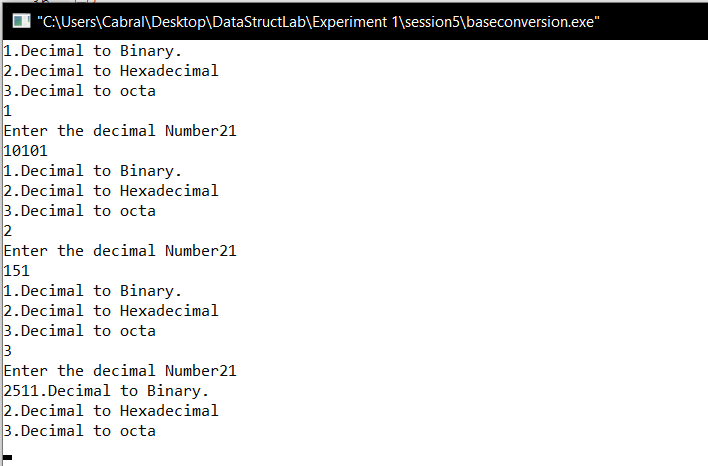 "C:\Users\Cabral\Desktop\DataStructLab\Experiment 1\session5\baseconversion.exe"
1.Decimal to Binary.
2.Decimal to Hexadecimal
3.Decimal to octa
1
Enter the decimal Number21
10101
1.Decimal to Binary.
2.Decimal to Hexadecimal
3.Decimal to octa
2
Enter the decimal Number21
151
1.Decimal to Binary.
2.Decimal to Hexadecimal
3.Decimal to octa
3
Enter the decimal Number21
2511.Decimal to Binary.
2.Decimal to Hexadecimal
3.Decimal to octa